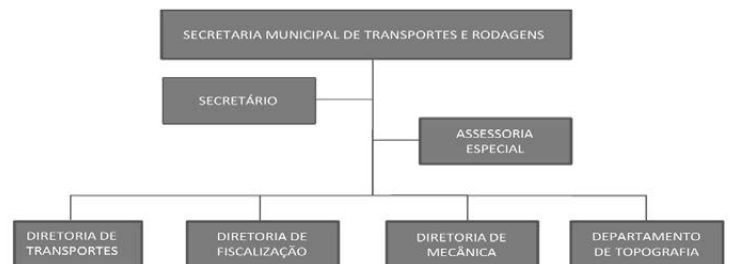 SECRETARIA MUNICIPAL DE TRANSPORTES E RODAGENS
SECRETÁRIO
ASSESSORIA
ESPECIAL
DIRETORIA DE
TRANSPORTES
DIRETORIA DE
FISCALIZAÇÃO
DIRETORIA DE
MECÂNICA
DEPARTAMENTO
DE TOPOGRAFIA